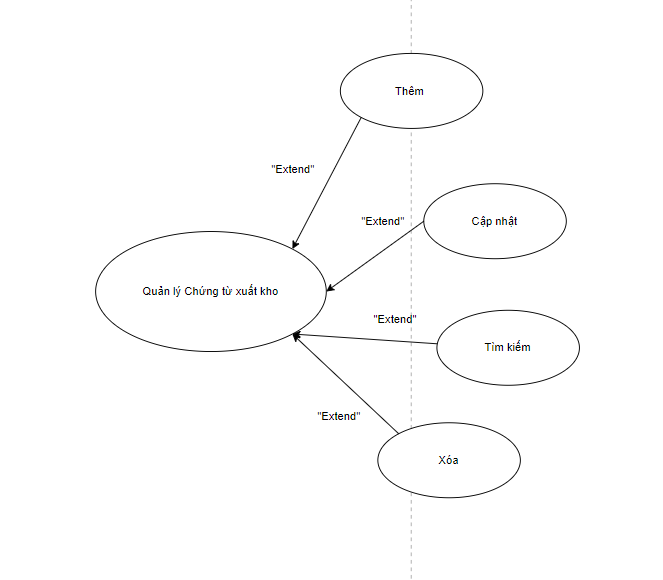 Thêm
"Extend"
"Extend"
Cập nhật
Quản lý Chứng từ xuất kho
"Extend"
Tìm kiếm
"Extend"
Xóa